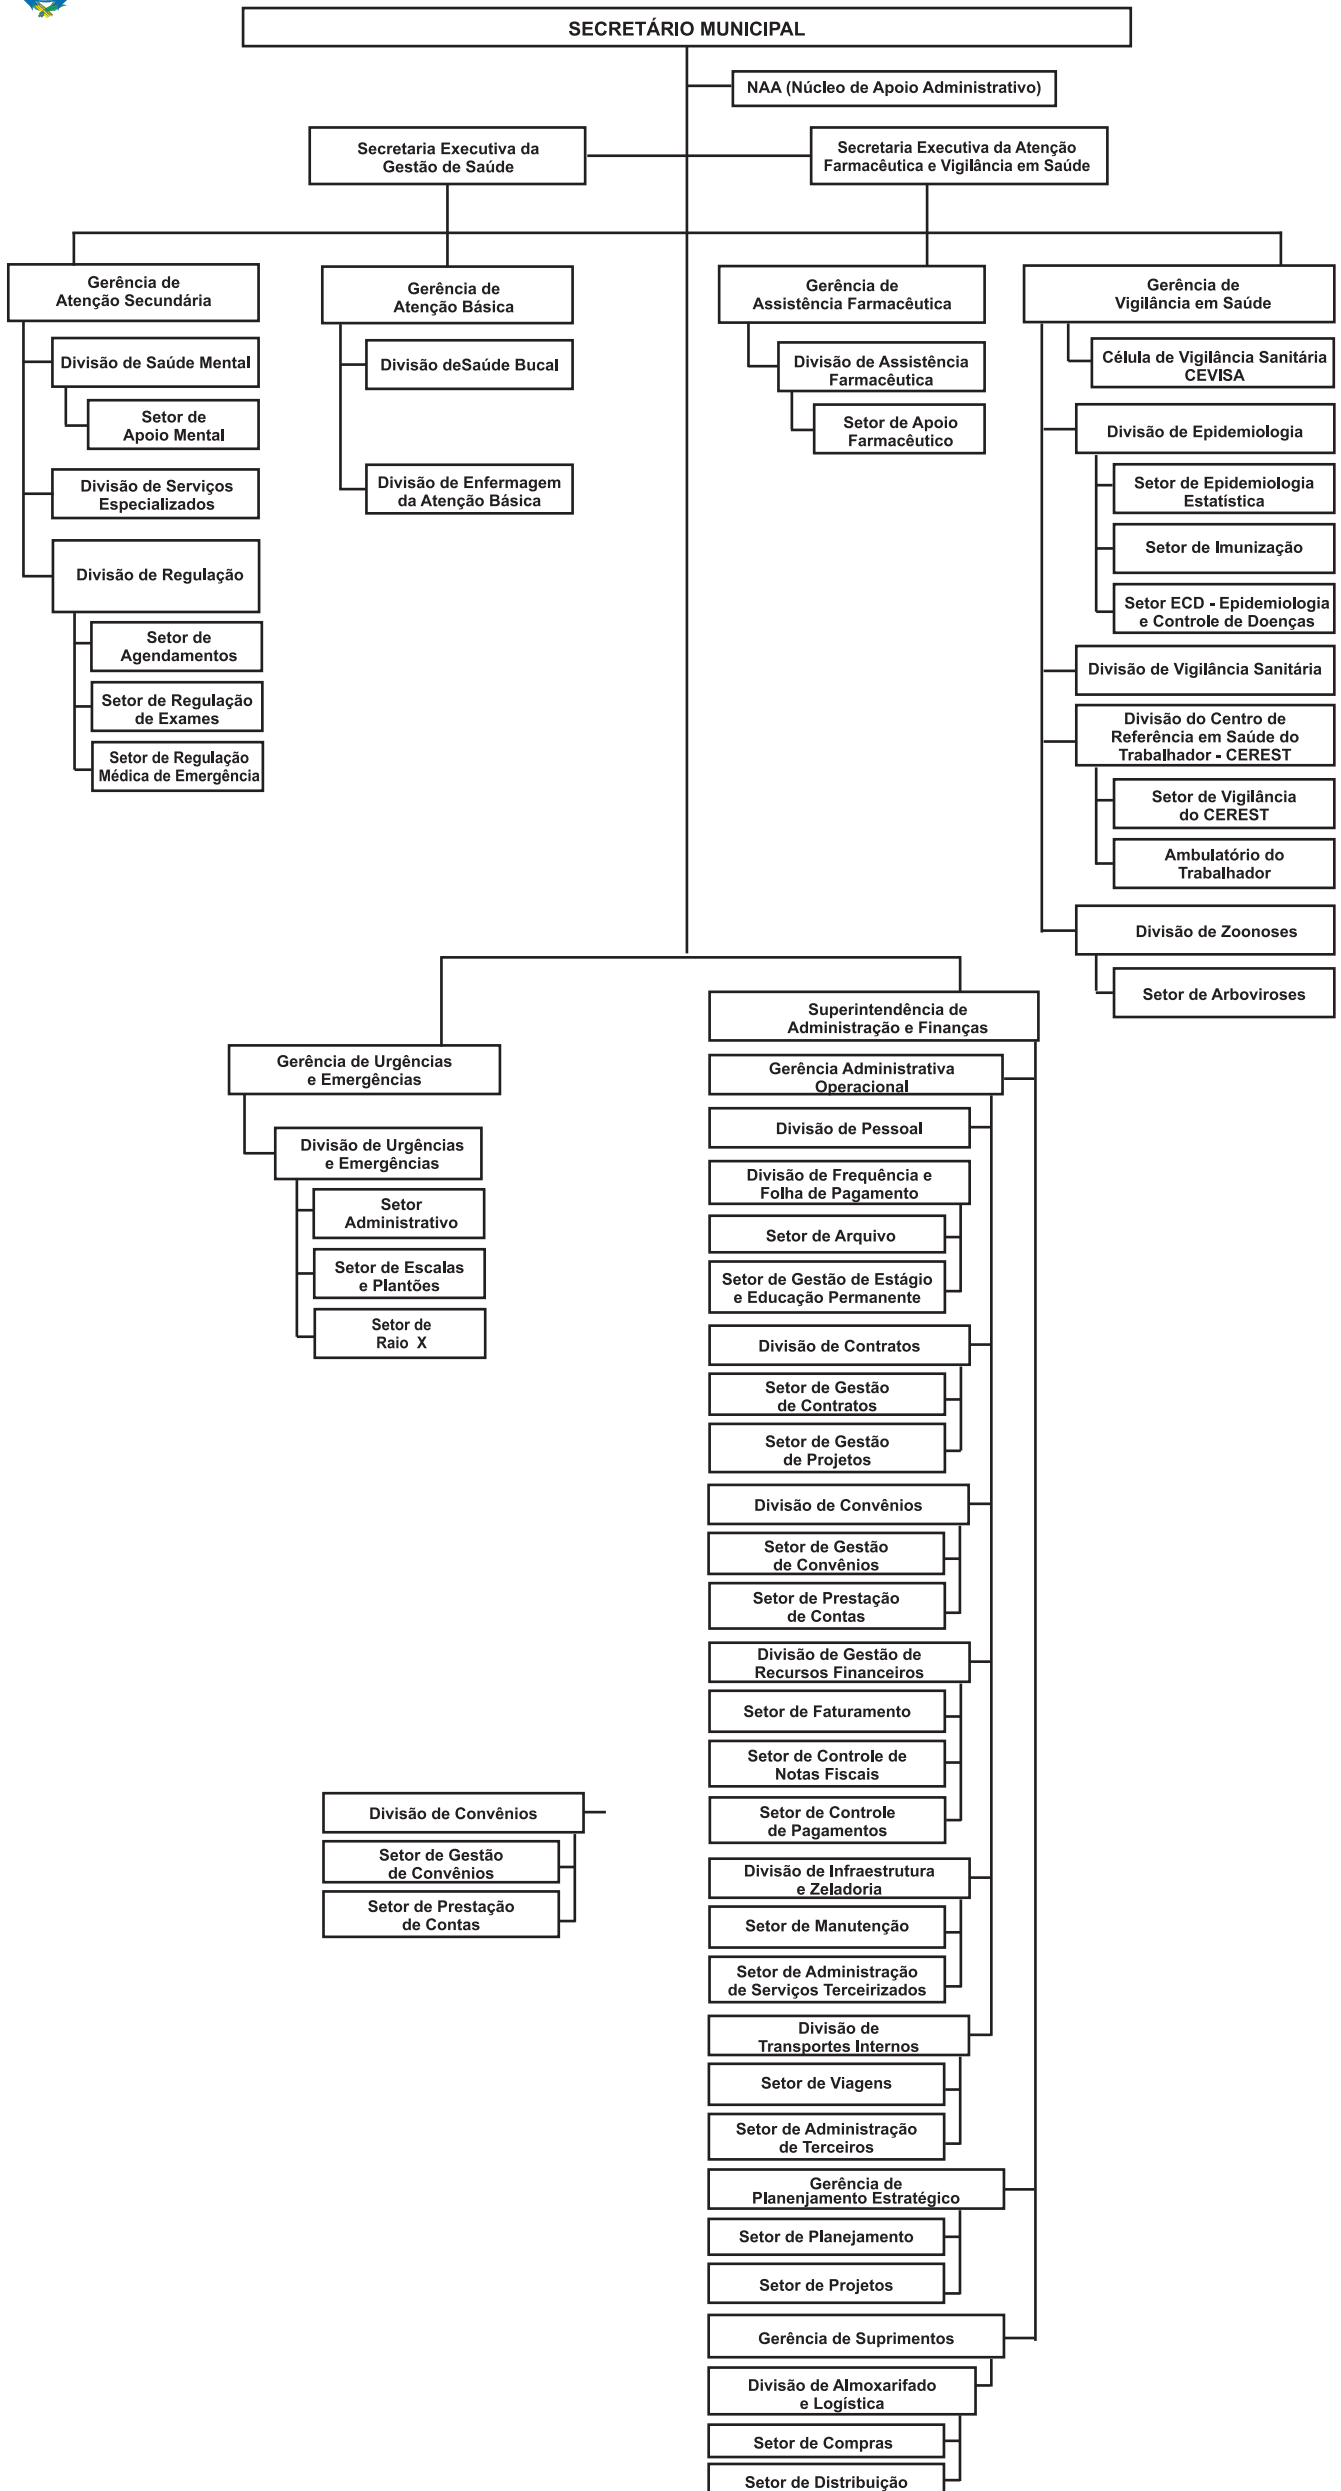 SECRETÁRIO MUNICIPAL
NAA (Núcleo de Apoio Administrativo)
Secretaria Executiva da
Gestão de Saúde
Secretaria Executiva da Atenção
Farmacêutica e Vigilância em Saúde
Gerência de
Atenção Secundária
Divisão de Saúde Mental
Setor de
Apoio Mental
Divisão de Serviços
Especializados
Divisão de Regulação
Setor de
Agendamentos
Setor de Regulação
de Exames
Setor de Regulação
Médica de Emergência
Gerência de
Atenção Básica
Divisão deSaúde Bucal
Divisão de Enfermagem
da Atenção Básica
Gerência de
Assistência Farmacêutica
Divisão de Assistência
Farmacêutica
Setor de Apoio
Farmacêutico
Gerência de
Vigilância em Saúde
Célula de Vigilância Sanitária
CEVISA
Divisão de Epidemiologia
Setor de Epidemiologia
Estatística
Setor de Imunização
Setor ECD - Epidemiologia
e Controle de Doenças
Divisão de Vigilância Sanitária
Divisão do Centro de
Referência em Saúde do
Trabalhador - CEREST
Setor de Vigilância
do CEREST
Ambulatório do
Trabalhador
Divisão de Zoonoses
Setor de Arboviroses
Gerência de Urgências
e Emergências
Divisão de Urgências
e Emergências
Setor
Administrativo
Setor de Escalas
e Plantões
Setor de
Raio X
Superintendência de
Administração e Finanças
Gerência Administrativa
Operacional
Divisão de Pessoal
Divisão de Frequência e
Folha de Pagamento
Setor de Arquivo
Setor de Gestão de Estágio
e Educação Permanente
Divisão de Contratos
Setor de Gestão
de Contratos
Setor de Gestão
de Projetos
Divisão de Convênios
Setor de Gestão
de Convênios
Setor de Prestação
de Contas
Divisão de Gestão de
Recursos Financeiros
Setor de Faturamento
Setor de Controle de
Notas Fiscais
Setor de Controle
de Pagamentos
Divisão de Convênios
Setor de Gestão
de Convênios
Setor de Prestação
de Contas
Divisão de Infraestrutura
e Zeladoria
Setor de Manutenção
Setor de Administração
de Serviços Terceirizados
Divisão de
Transportes Internos
Setor de Viagens
Setor de Administração
de Terceiros
Gerência de
Planenjamento Estratégico
Setor de Planejamento
Setor de Projetos
Gerência de Suprimentos
Divisão de Almoxarifado
e Logística
Setor de Compras
Setor de Distribuição